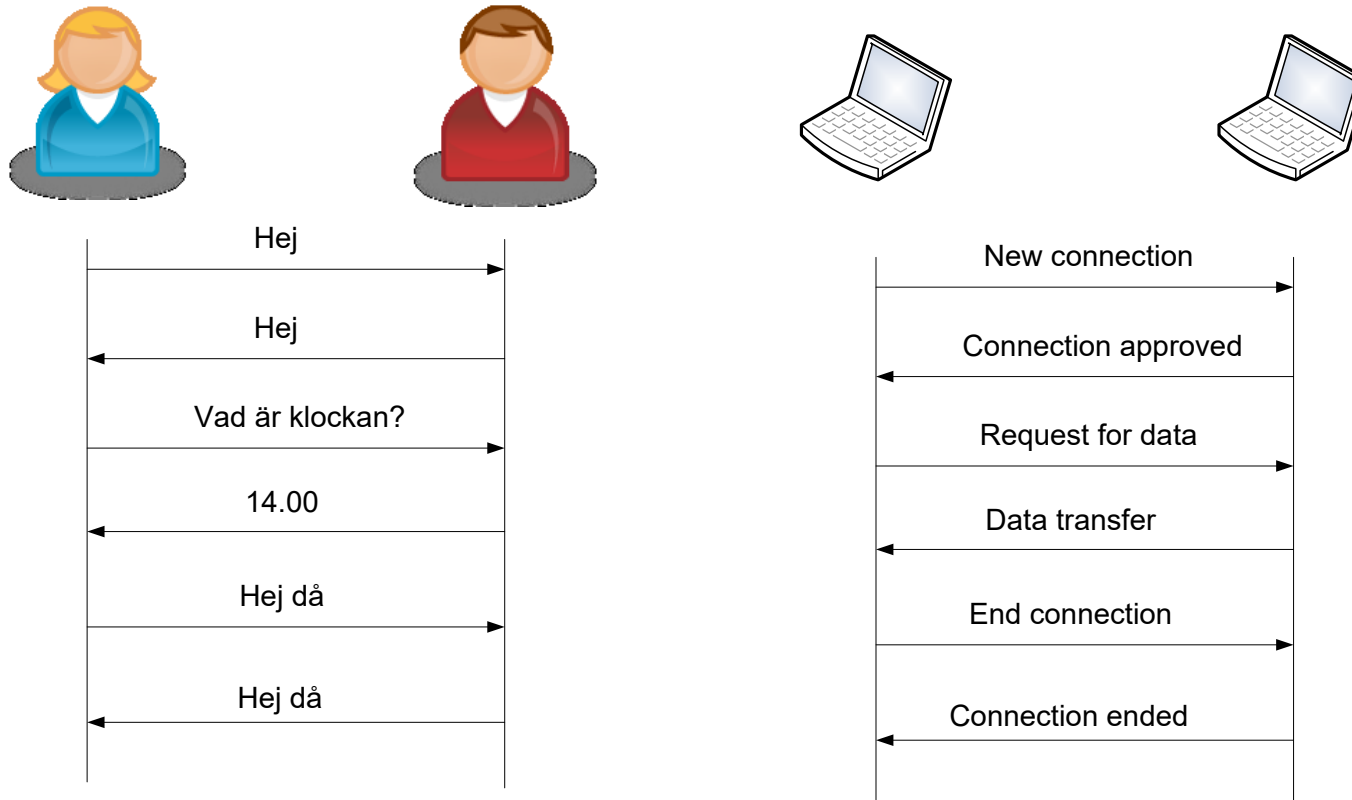 Hej
Hej
Vad är klockan?
14.00
Hej då
Hej då
New connection
Connection approved
Request for data
Data transfer
End connection
Connection ended